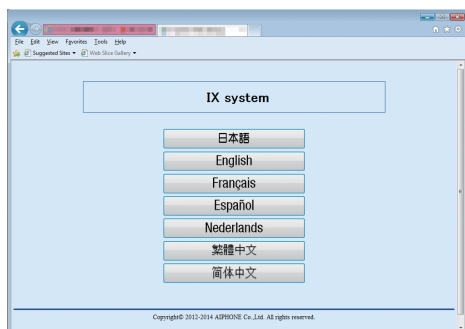 File Edit View Favorites Tools Help
Suggested Sites Web Slice Gallery
IX system
日本語
English
Français
Español
Nederlands
繁體中文
简体中文
Copyright© 2012-2014 AIPHONE Co.,Ltd. All rights reserved.